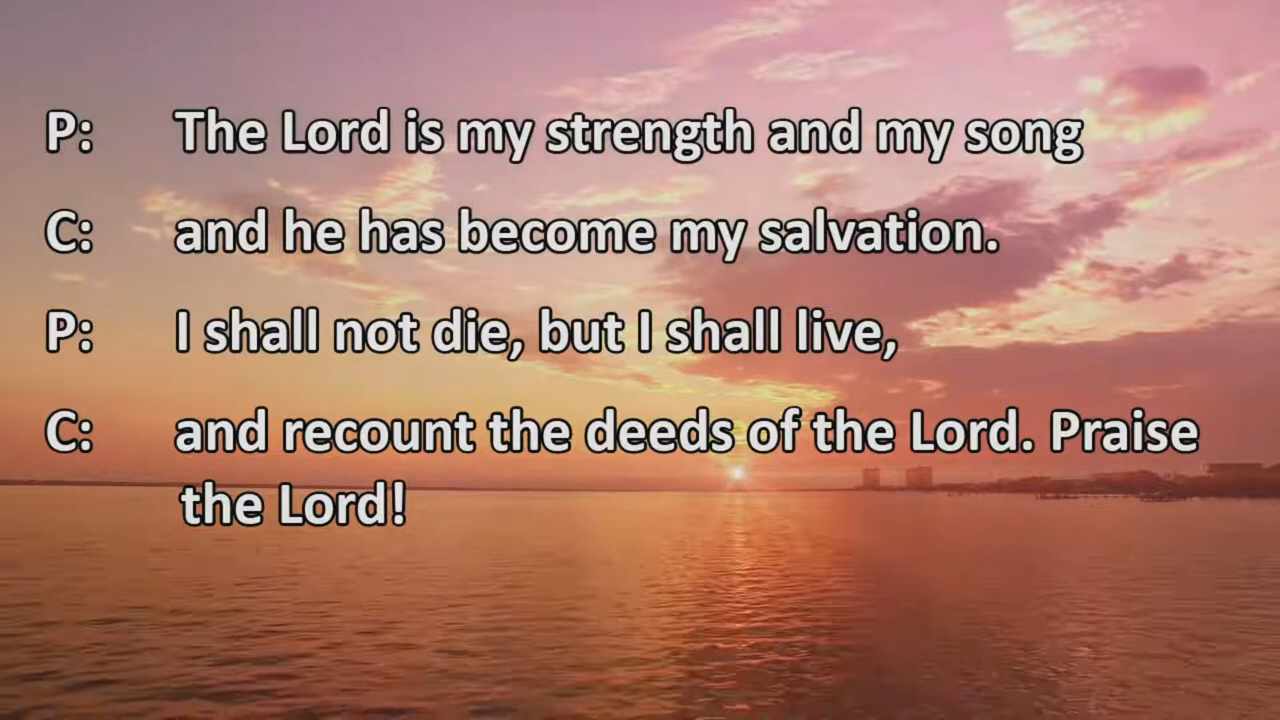 P: The Lord is my strength and my song
C: and he has become my salvation.
P: I shall not die, but I shall live,
C: and recount the deeds of the Lord. Praise
the Lord!